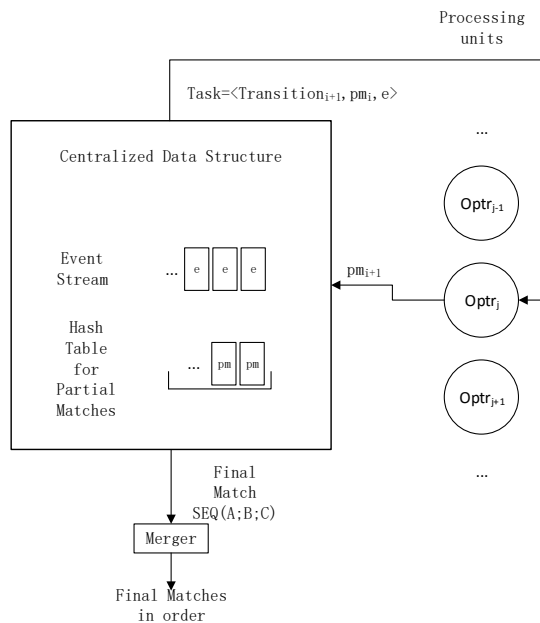 Processing
units
Task=<Transition_{i+1}, pm_i, e>
...
Centralized Data Structure
Optr_{j-1}
Event
Stream
... e e e
pm_{i+1}
Optr_j
Hash
Table
for
Partial
Matches
... pm pm
Optr_{j+1}
...
Final
Match
SEQ(A;B;C)
Merger
Final Matches
in order